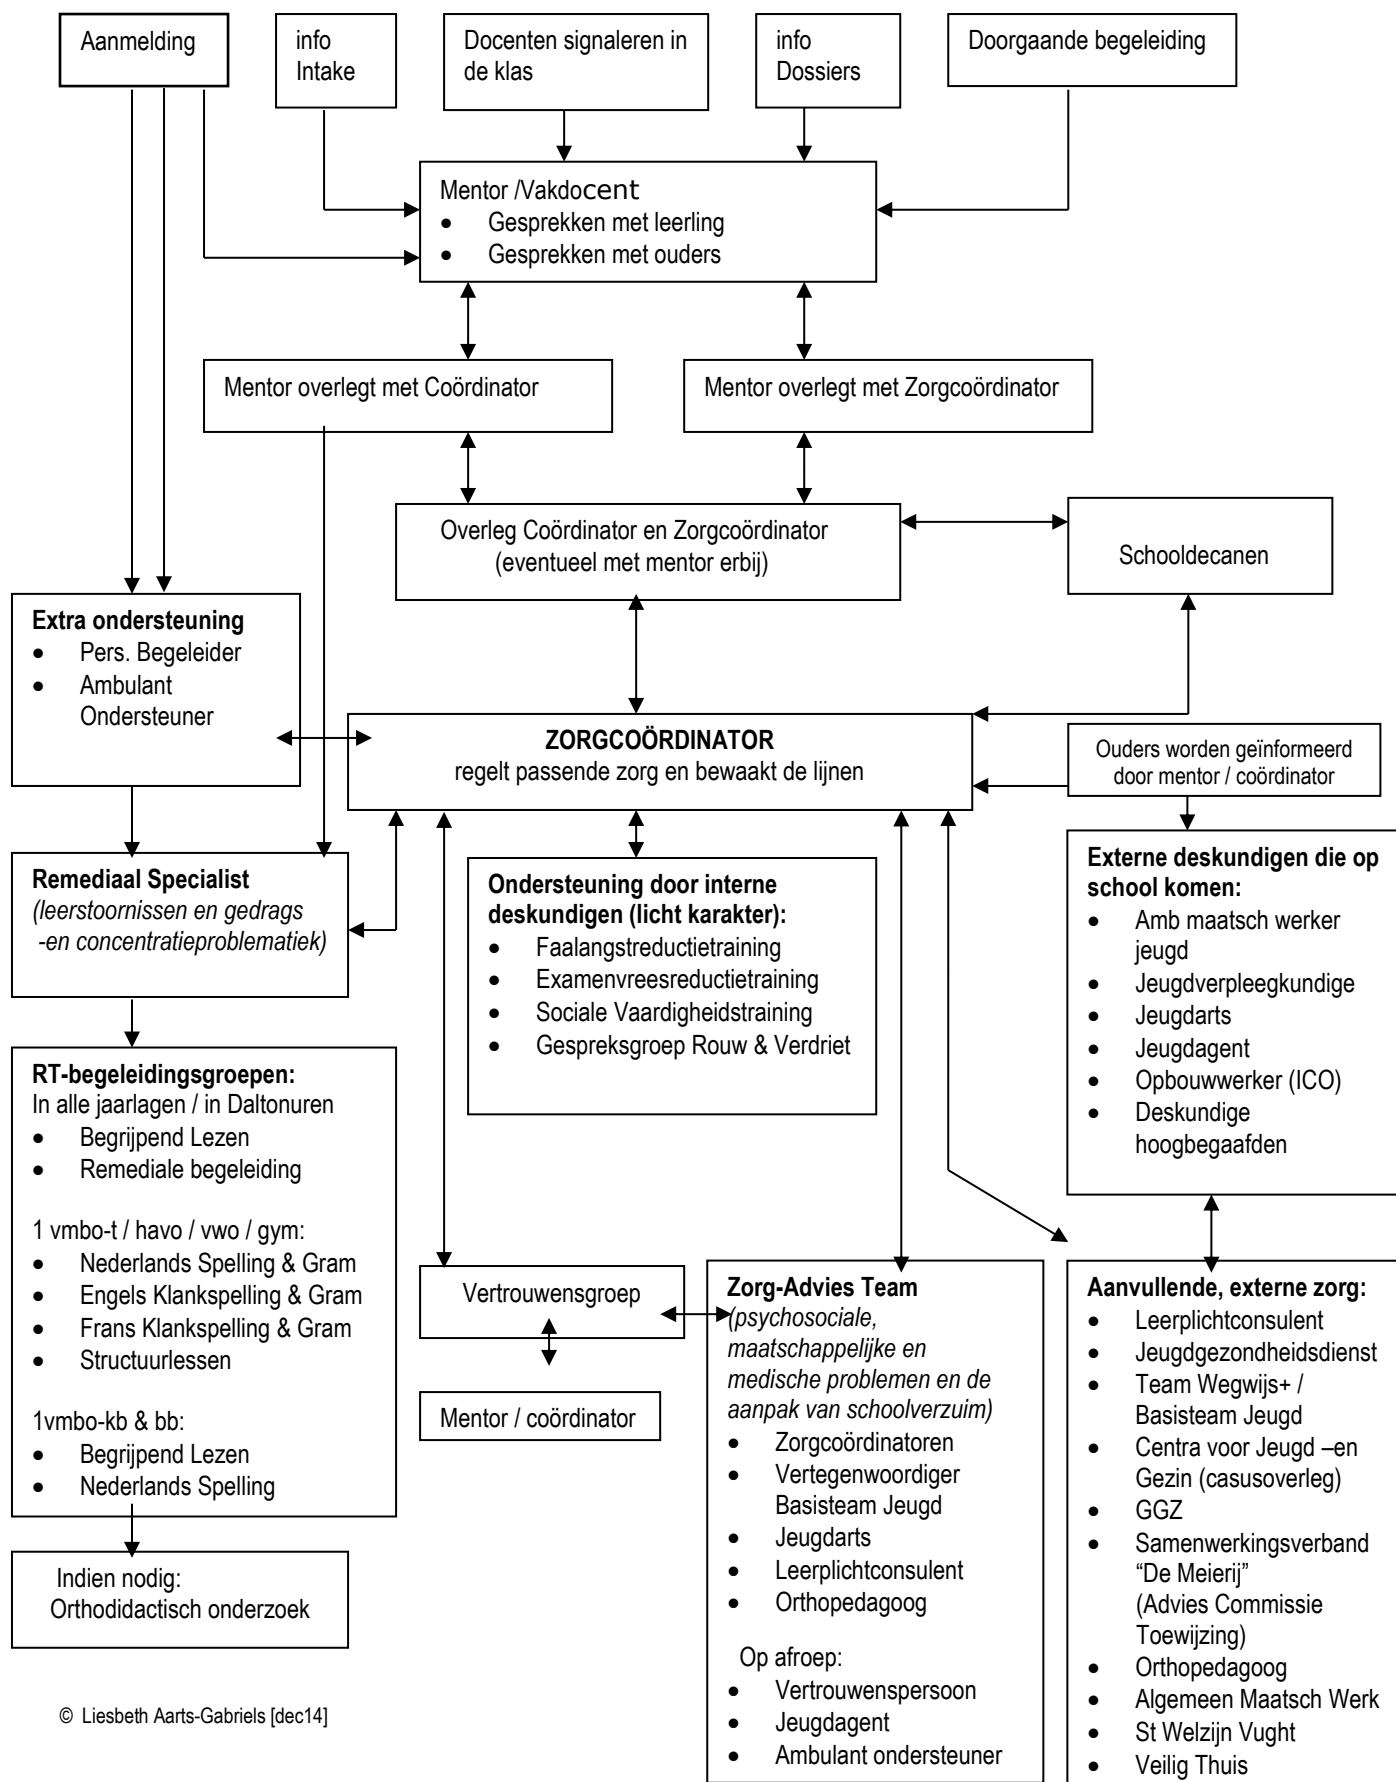 Aanmelding
info
Intake
Docenten signaleren in
de klas
info
Dossiers
Doorgaande begeleiding
Mentor /Vakdocent
• Gesprekken met leerling
• Gesprekken met ouders
Mentor overlegt met Coördinator
Mentor overlegt met Zorgcoördinator
Overleg Coördinator en Zorgcoördinator
(eventueel met mentor erbij)
Schooldecanen
Extra ondersteuning
• Pers. Begeleider
• Ambulant
Ondersteuner
ZORGCOÖRDINATOR
regelt passende zorg en bewaakt de lijnen
Ouders worden geïnformeerd
door mentor / coördinator
Remediaal Specialist
(leerstoornissen en gedrags
-en concentratieproblematiek)
Ondersteuning door interne
deskundigen (licht karakter):
• Faalangstreductietraining
• Examenvreesreductietraining
• Sociale Vaardigheidstraining
• Gespreksgroep Rouw & Verdriet
Externe deskundigen die op
school komen:
• Amb maatsch werker
jeugd
• Jeugdverpleegkundige
• Jeugdarts
• Jeugdagent
• Opbouwwerker (ICO)
• Deskundige
hoogbegaafden
RT-begeleidingsgroepen:
In alle jaarlagen / in Daltonuren
• Begrijpend Lezen
• Remediale begeleiding
1 vmbo-t / havo / vwo / gym:
• Nederlands Spelling & Gram
• Engels Klankspelling & Gram
• Frans Klankspelling & Gram
• Structuurlessen
1vmbo-kb & bb:
• Begrijpend Lezen
• Nederlands Spelling
Vertrouwensgroep
Mentor / coördinator
Zorg-Advies Team
(psychosociale,
maatschappelijke en
medische problemen en de
aanpak van schoolverzuim)
• Zorgcoördinatoren
• Vertegenwoordiger
Basisteam Jeugd
• Jeugdarts
• Leerplichtconsulent
• Orthopedagoog
Op afroep:
• Vertrouwenspersoon
• Jeugdagent
• Ambulant ondersteuner
Aanvullende, externe zorg:
• Leerplichtconsulent
• Jeugdgezondheidsdienst
• Team Wegwijs+ /
Basisteam Jeugd
• Centra voor Jeugd –en
Gezin (casusoverleg)
• GGZ
• Samenwerkingsverband
“De Meierij”
(Advies Commissie
Toewijzing)
• Orthopedagoog
• Algemeen Maatsch Werk
• St Welzijn Vught
• Veilig Thuis
Indien nodig:
Orthodidactisch onderzoek
© Liesbeth Aarts-Gabriels [dec14]